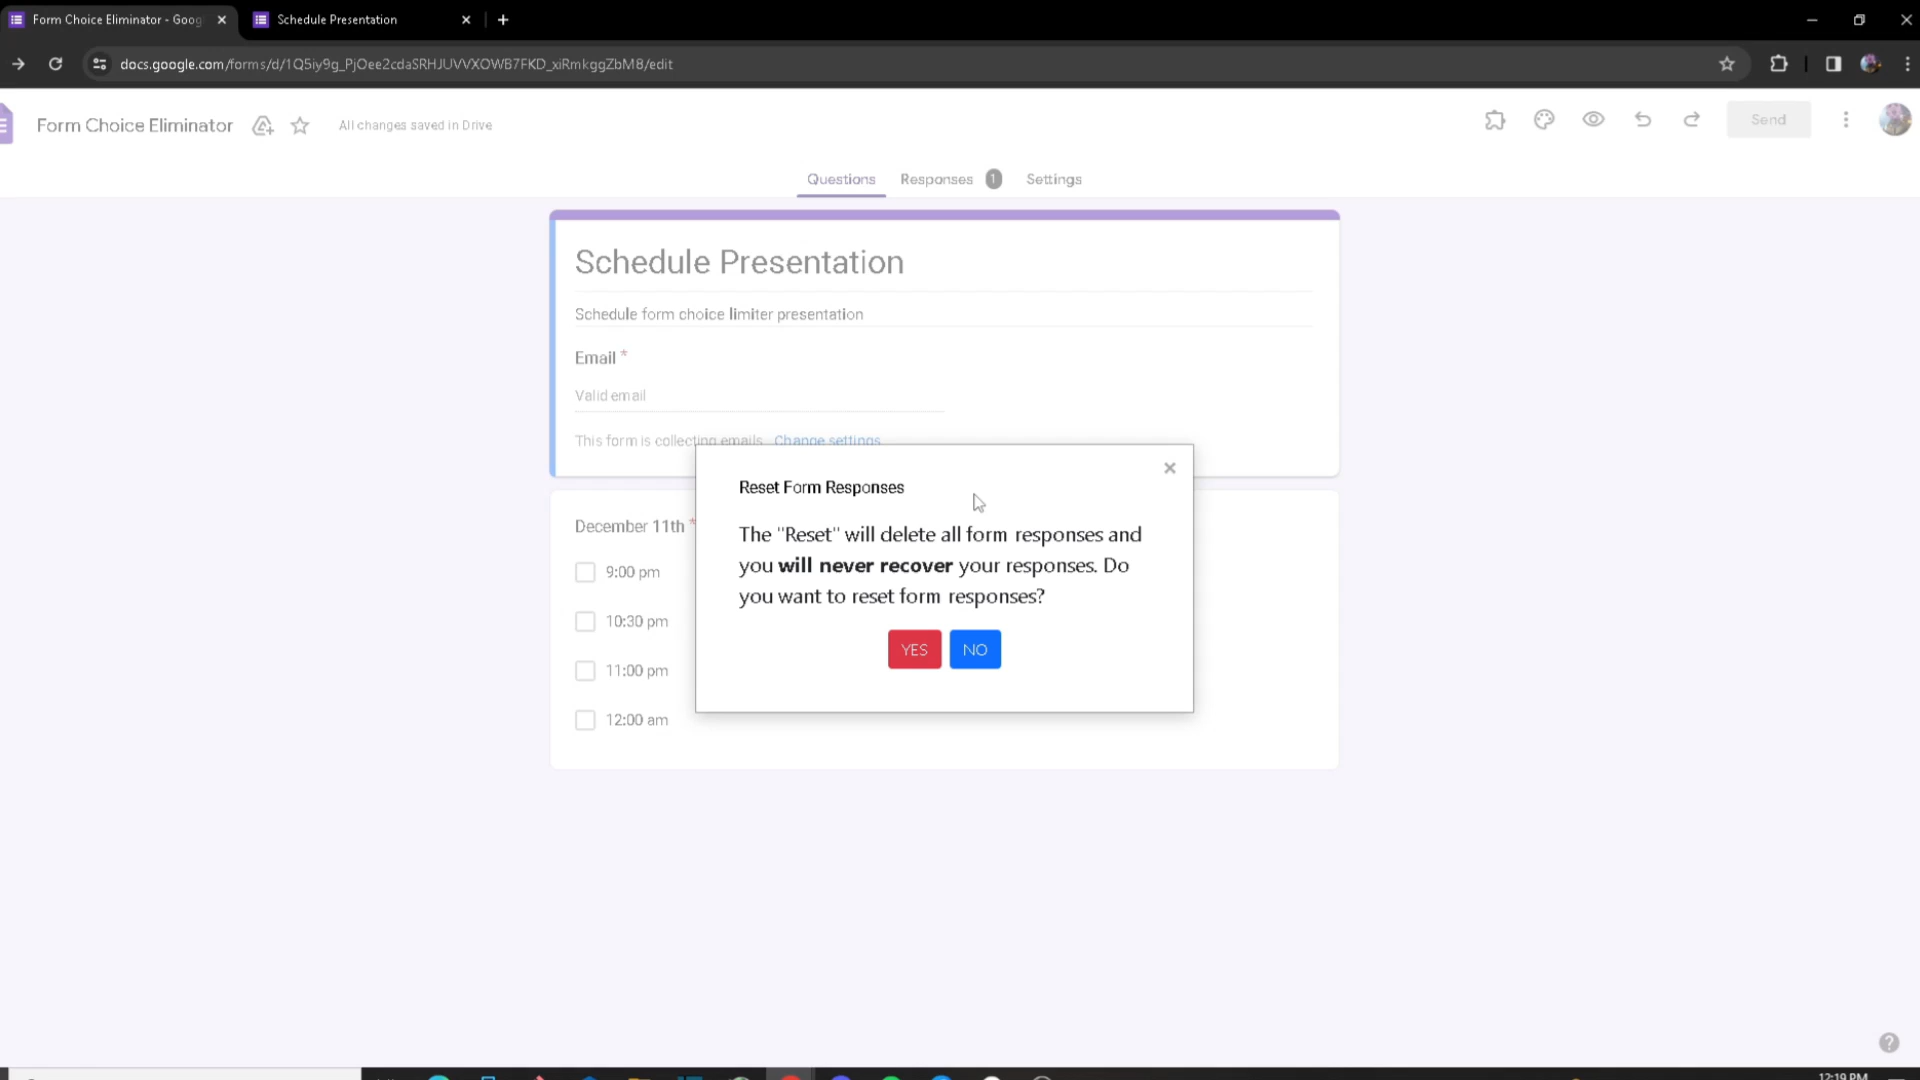 Form Choice Eliminator - Goog
Schedule Presentation
docs.google.com/forms/d/1Q5iy9g_PjOee2cdaSRHJUVVXOWB7FKD_xiRmkggZbM8/edit
Form Choice Eliminator
All changes saved in Drive
Send
Questions
Responses
1
Settings
Schedule Presentation
Schedule form choice limiter presentation
Email *
Valid email
This form is collecting emails. Change settings
Reset Form Responses
The "Reset" will delete all form responses and
you will never recover your responses. Do
you want to reset form responses?
YES
NO
December 11th *
9:00 pm
10:30 pm
11:00 pm
12:00 am
12:19 PM